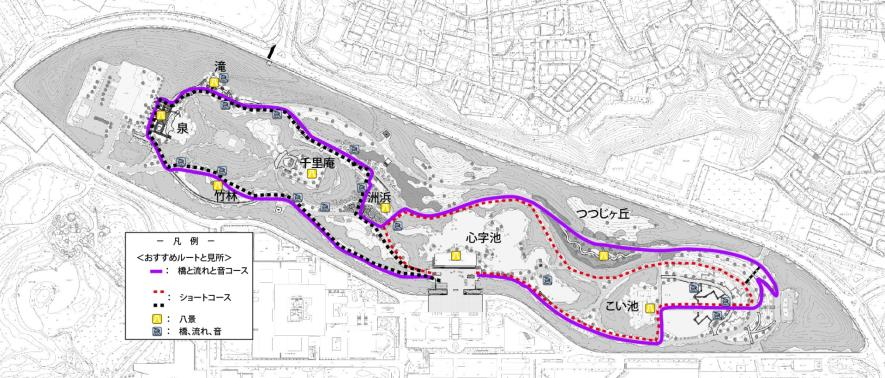 滝
泉
千里庵
竹林
洲浜
つつじヶ丘
心字池
こい池
― 凡 例 ―
<おすすめルートと見所>
： 橋と流れと音コース
： ショートコース
八 ： 八景
： 橋、流れ、音